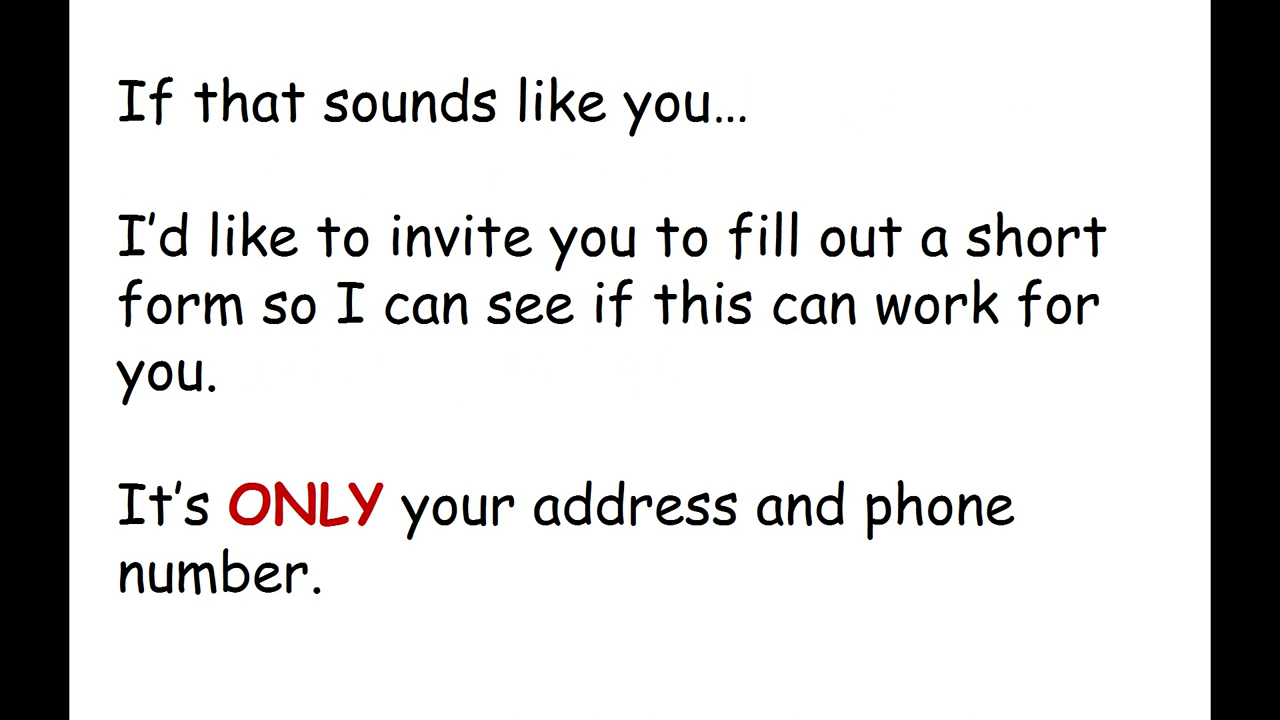 If that sounds like you…
I’d like to invite you to fill out a short
form so I can see if this can work for
you.
It’s ONLY your address and phone
number.